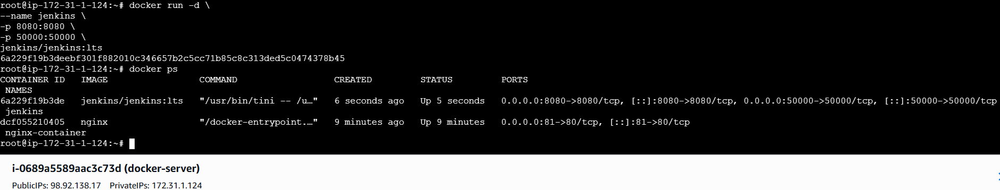 root@ip-172-31-1-124:~# docker run -d \
--name jenkins \
-p 8080:8080 \
-p 50000:50000 \
jenkins/jenkins:lts
6a229f19b3deebf301f882010c346657b2c5cc71b85c8c313ded5c0474378b45
root@ip-172-31-1-124:~# docker ps
CONTAINER ID   IMAGE                 COMMAND                  CREATED         STATUS         PORTS
 NAMES
6a229f19b3de   jenkins/jenkins:lts   "/usr/bin/tini -- /u…"   6 seconds ago   Up 5 seconds   0.0.0.0:8080->8080/tcp, [::]:8080->8080/tcp, 0.0.0.0:50000->50000/tcp, [::]:50000->50000/tcp
 jenkins
dcf055210405   nginx                 "/docker-entrypoint.…"   9 minutes ago   Up 9 minutes   0.0.0.0:81->80/tcp, [::]:81->80/tcp
 nginx-container
root@ip-172-31-1-124:~#
i-0689a5589aac3c73d (docker-server)
PublicIPs: 98.92.138.17    PrivateIPs: 172.31.1.124